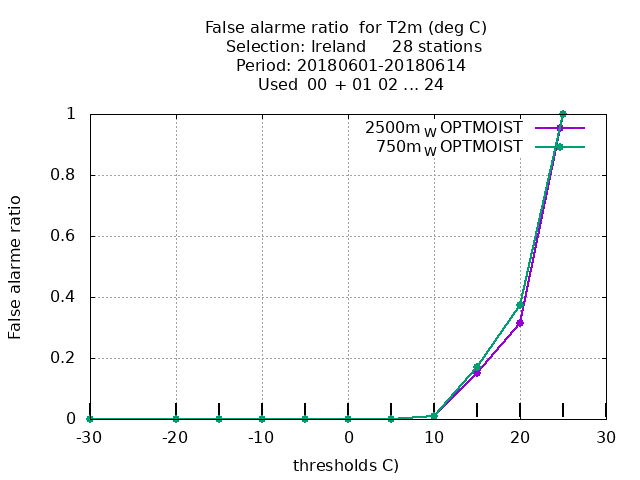 False alarme ratio  for T2m (deg C)
Selection: Ireland     28 stations
Period: 20180601-20180614
Used  00  + 01 02 ... 24
1
0.8
0.6
0.4
0.2
0
False alarme ratio
2500m W OPTMOIST
750m W OPTMOIST
-30 -20 -10 0 10 20 30
thresholds C)